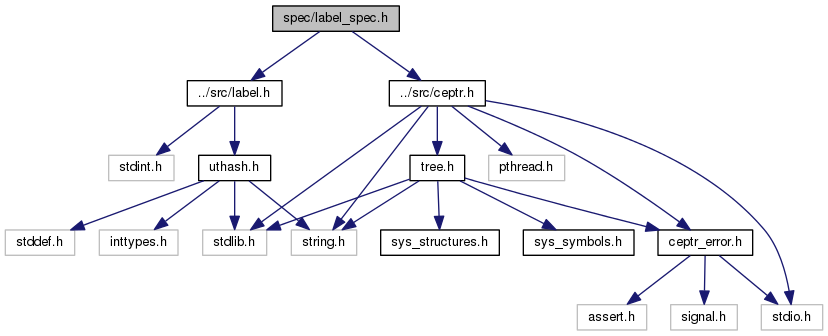 spec/label_spec.h
../src/label.h
../src/ceptr.h
stdint.h
uthash.h
tree.h
pthread.h
stddef.h
inttypes.h
stdlib.h
string.h
sys_structures.h
sys_symbols.h
ceptr_error.h
assert.h
signal.h
stdio.h